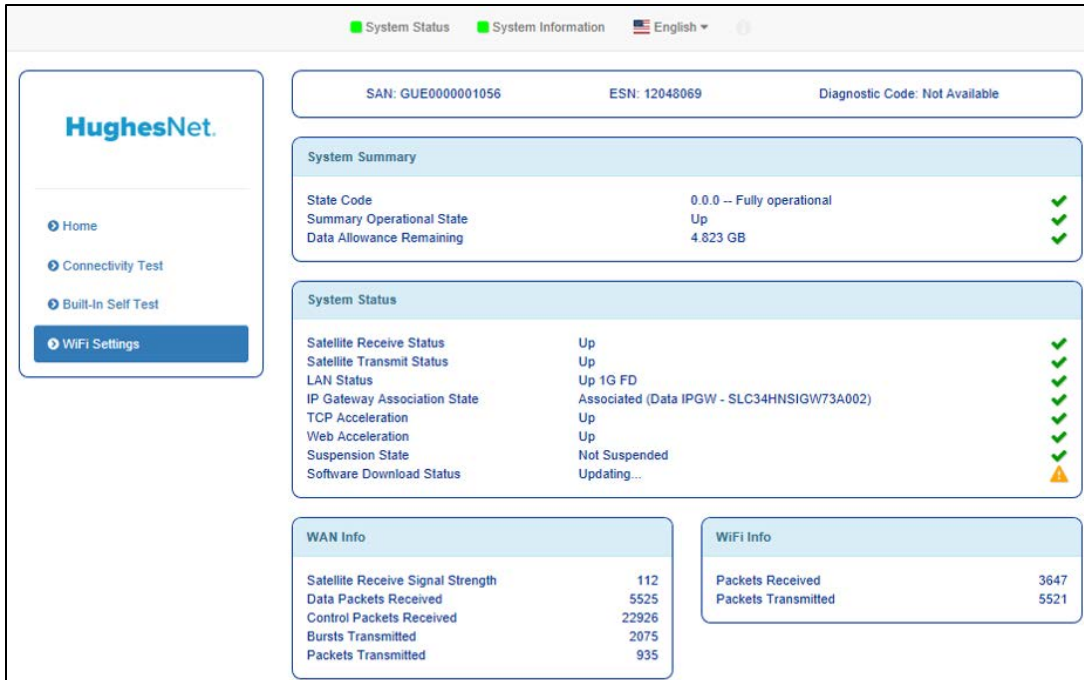 System Status System Information English
HughesNet.
Home
Connectivity Test
Built-In Self Test
WiFi Settings
SAN: GUE0000001056 ESN: 12048069 Diagnostic Code: Not Available
System Summary
State Code 0.0.0 -- Fully operational
Summary Operational State Up
Data Allowance Remaining 4.823 GB
System Status
Satellite Receive Status Up
Satellite Transmit Status Up
LAN Status Up 1G FD
IP Gateway Association State Associated (Data IPGW - SLC34HNSIGW73A002)
TCP Acceleration Up
Web Acceleration Up
Suspension State Not Suspended
Software Download Status Updating...
WAN Info
Satellite Receive Signal Strength 112
Data Packets Received 5525
Control Packets Received 22926
Bursts Transmitted 2075
Packets Transmitted 935
WiFi Info
Packets Received 3647
Packets Transmitted 5521